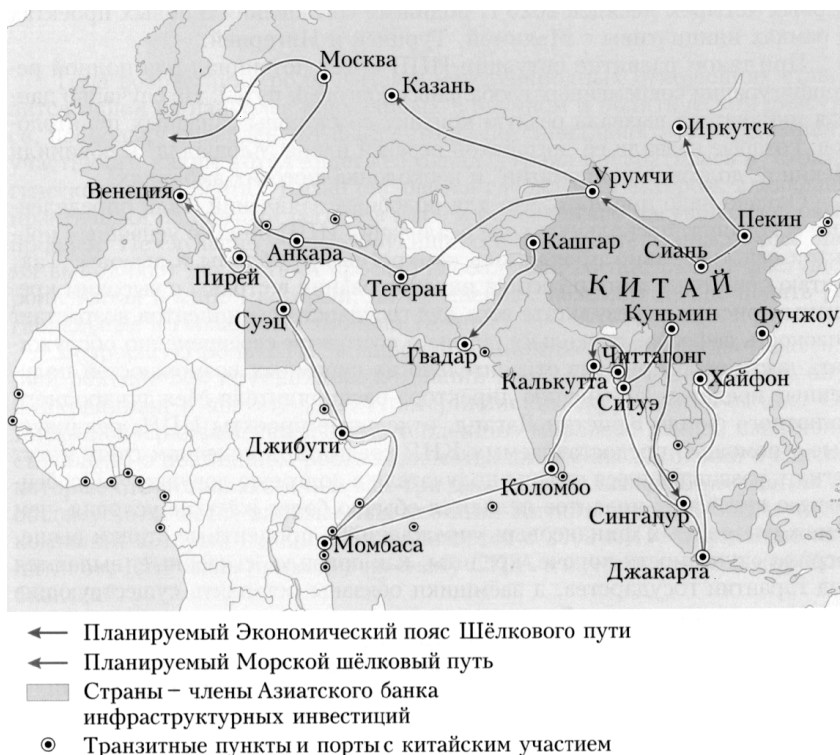 Москва
Казань
Иркутск
Венеция
Урумчи
Пекин
Анкара
Кашгар
Сиань
Пирей
Тегеран
КИТАЙ
Суэц
Куньмин
Фучжоу
Гвадар
Читтагонг
Калькутта
Хайфон
Ситуэ
Джибути
Коломбо
Сингапур
Момбаса
Джакарта
Планируемый Экономический пояс Шёлкового пути
Планируемый Морской шёлковый путь
Страны – члены Азиатского банка
инфраструктурных инвестиций
Транзитные пункты и порты с китайским участием